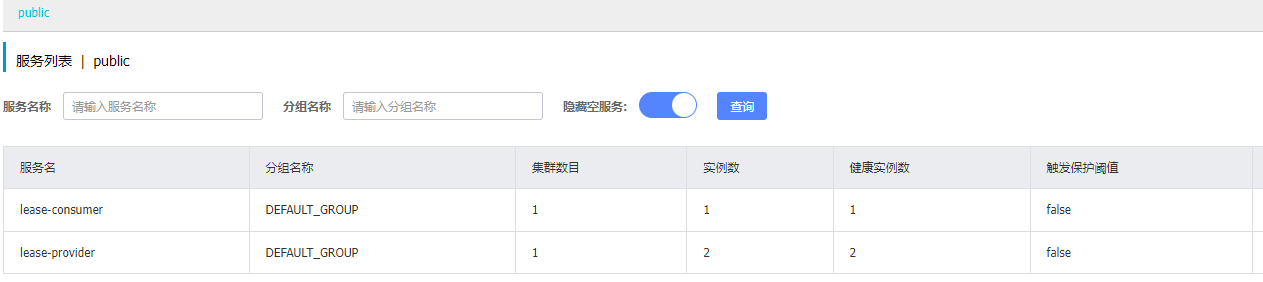 public
服务列表 | public
服务名称 请输入服务名称 分组名称 请输入分组名称 隐藏空服务: 查询
服务名 分组名称 集群数目 实例数 健康实例数 触发保护阈值
lease-consumer DEFAULT_GROUP 1 1 1 false
lease-provider DEFAULT_GROUP 1 2 2 false